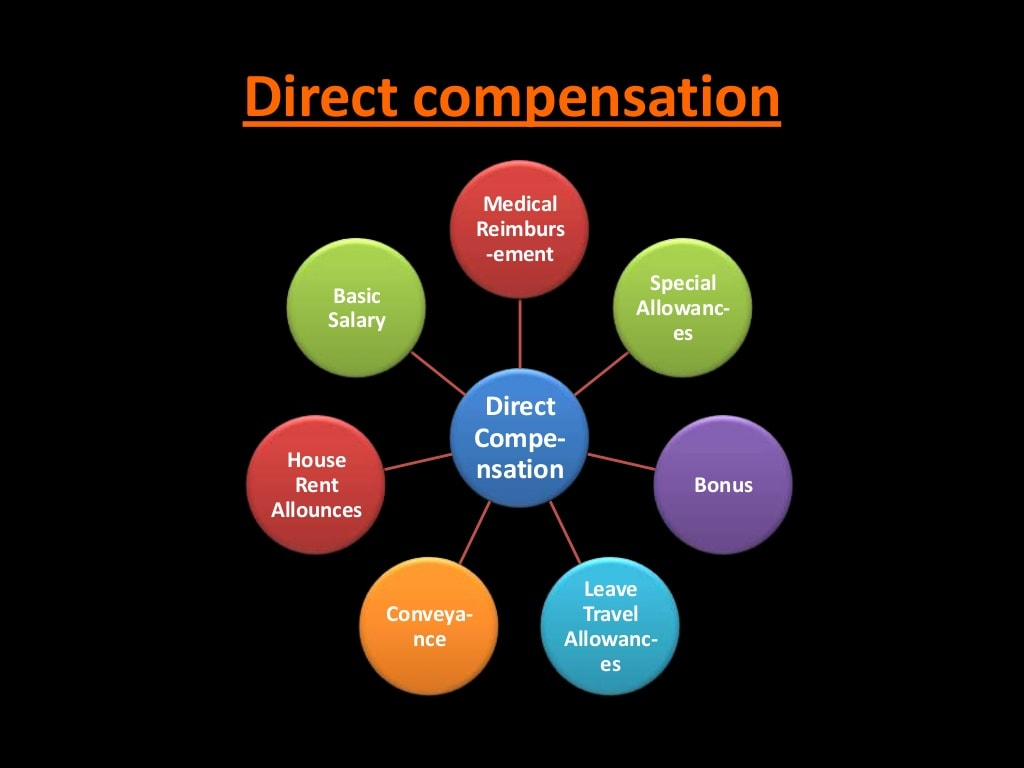 Direct compensation
Medical
Reimburs
-ement
Special
Allowanc-
es
Basic
Salary
Direct
Compe-
nsation
House
Rent
Allounces
Bonus
Leave
Travel
Allowanc-
es
Conveya-
nce